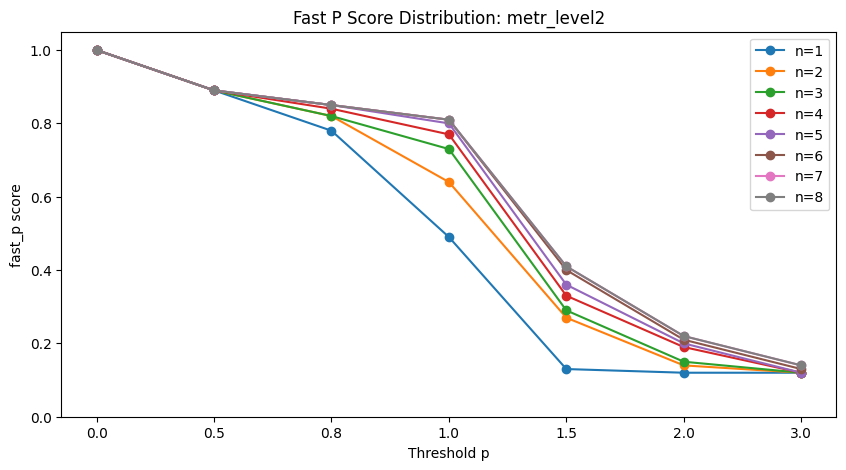 Fast P Score Distribution: metr_level2
fast_p score
1.0
0.8
0.6
0.4
0.2
0.0
n=1
n=2
n=3
n=4
n=5
n=6
n=7
n=8
0.0 0.5 0.8 1.0 1.5 2.0 3.0
Threshold p